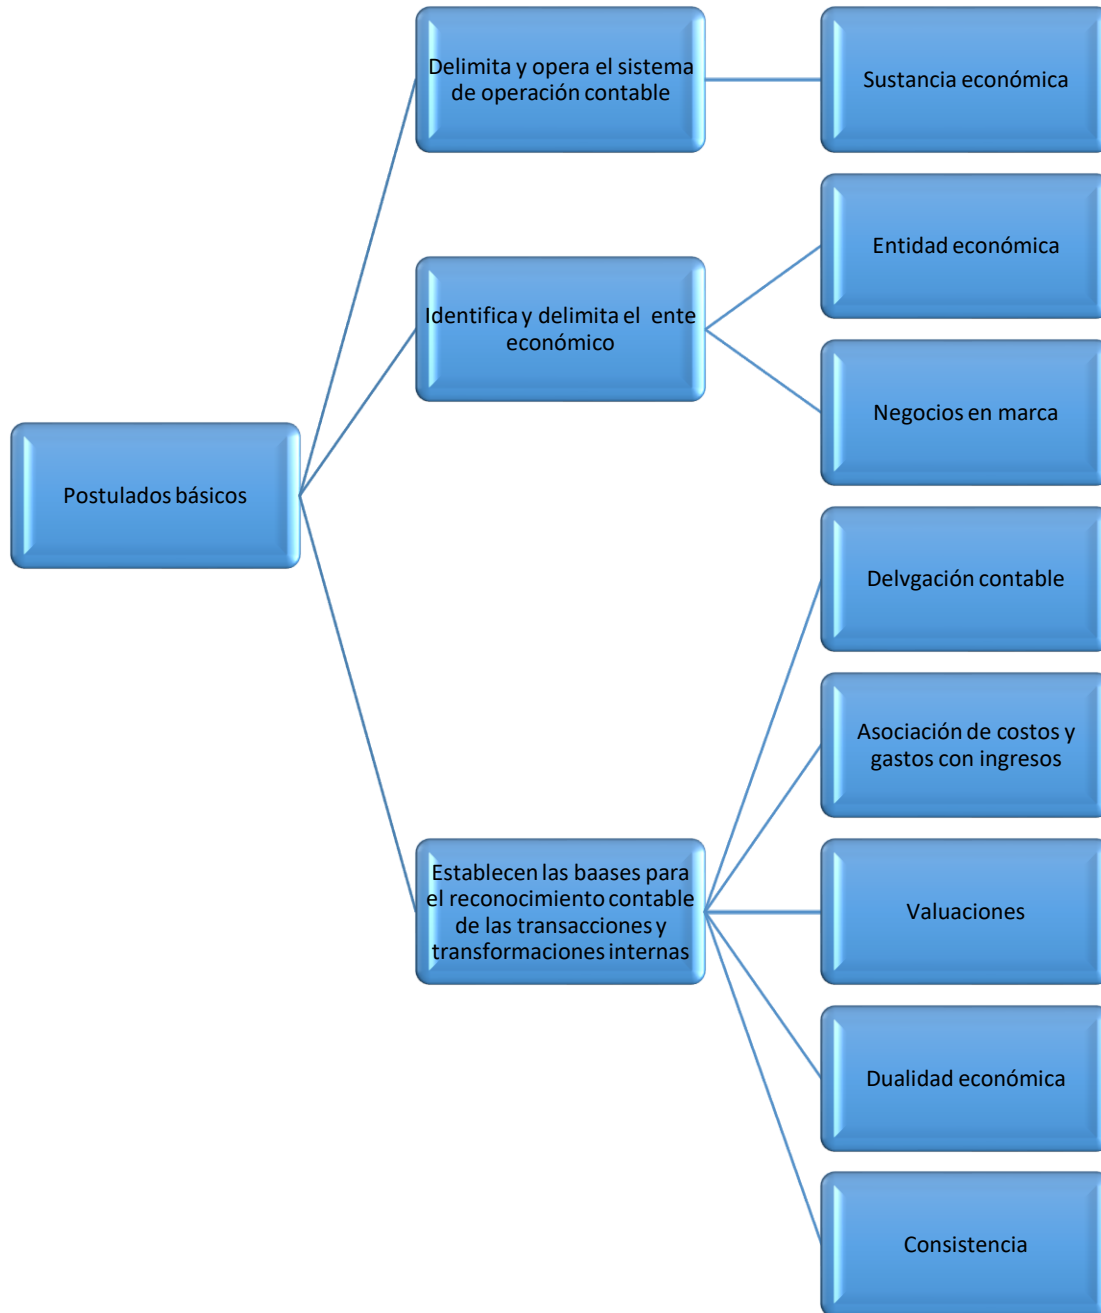 Delimita y opera el sistema
de operación contable
Sustancia económica
Entidad económica
Identifica y delimita el  ente
económico
Negocios en marca
Postulados básicos
Delvgación contable
Asociación de costos y
gastos con ingresos
Establecen las baases para
el reconocimiento contable
de las transacciones y
transformaciones internas
Valuaciones
Dualidad económica
Consistencia